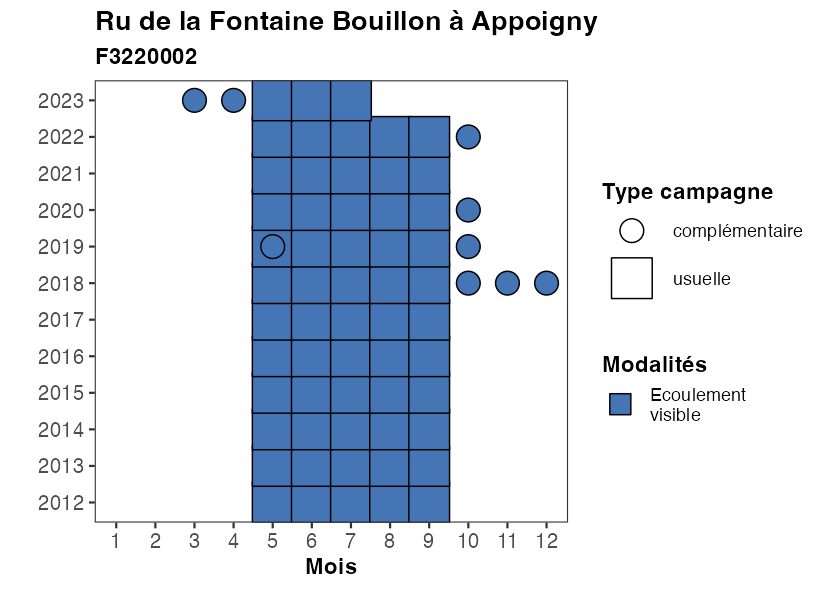 Ru de la Fontaine Bouillon à Appoigny
F3220002
2023
2022
2021
2020
2019
2018
2017
2016
2015
2014
2013
2012
1 2 3 4 5 6 7 8 9 10 11 12
Mois
Type campagne
complémentaire
usuelle
Modalités
Ecoulement
visible